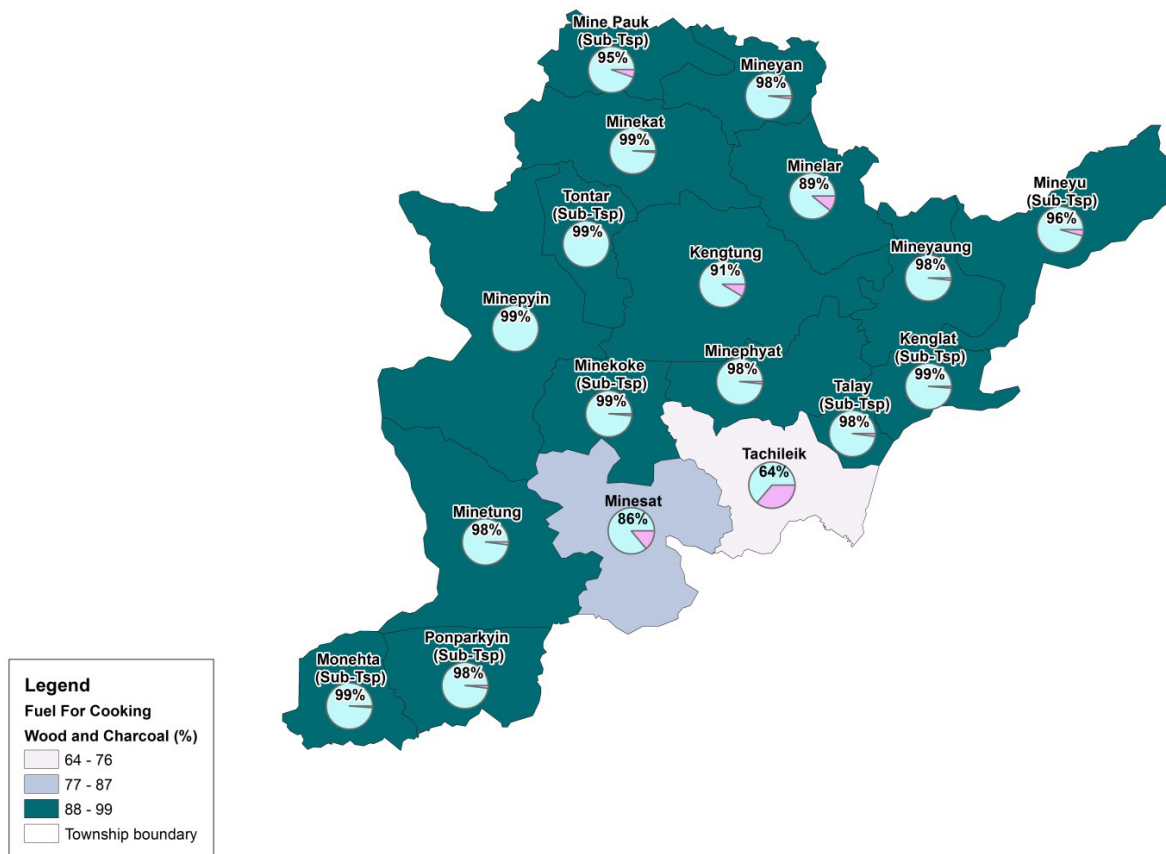 Mine Pauk
(Sub-Tsp)
95%
Mineyan
98%
Minekat
99%
Minelar
89%
Mineyu
(Sub-Tsp)
96%
Tontar
(Sub-Tsp)
99%
Kengtung
91%
Mineyaung
98%
Minepyin
99%
Minekoke
(Sub-Tsp)
99%
Minephyat
98%
Kenglat
(Sub-Tsp)
99%
Talay
(Sub-Tsp)
98%
Tachileik
64%
Minesat
86%
Minetung
98%
Ponparkyin
(Sub-Tsp)
98%
Monehta
(Sub-Tsp)
99%
Legend
Fuel For Cooking
Wood and Charcoal (%)
64 - 76
77 - 87
88 - 99
Township boundary